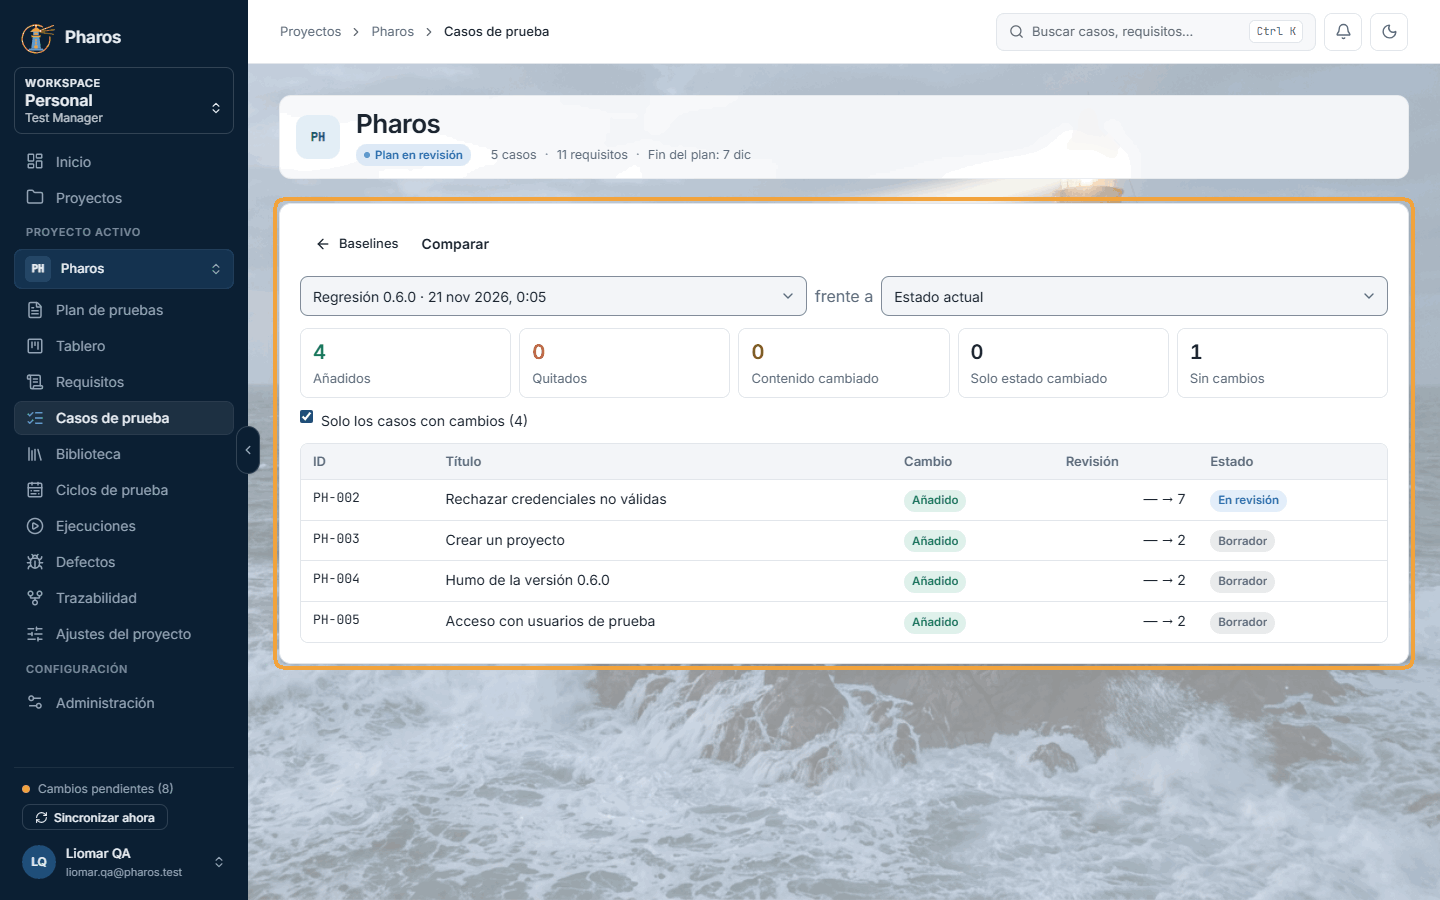 Pharos
WORKSPACE
Personal
Test Manager
Inicio
Proyectos
PROYECTO ACTIVO
PH Pharos
Plan de pruebas
Tablero
Requisitos
Casos de prueba
Biblioteca
Ciclos de prueba
Ejecuciones
Defectos
Trazabilidad
Ajustes del proyecto
CONFIGURACIÓN
Administración
Cambios pendientes (8)
Sincronizar ahora
LQ
Liomar QA
liomar.qa@pharos.test
Proyectos > Pharos > Casos de prueba
Buscar casos, requisitos... Ctrl K
PH
Pharos
Plan en revisión 5 casos · 11 requisitos · Fin del plan: 7 dic
← Baselines Comparar
Regresión 0.6.0 · 21 nov 2026, 0:05 frente a Estado actual
4 0 0 0 1
Añadidos Quitados Contenido cambiado Solo estado cambiado Sin cambios
Solo los casos con cambios (4)
ID Título Cambio Revisión Estado
PH-002 Rechazar credenciales no válidas Añadido — → 7 En revisión
PH-003 Crear un proyecto Añadido — → 2 Borrador
PH-004 Humo de la versión 0.6.0 Añadido — → 2 Borrador
PH-005 Acceso con usuarios de prueba Añadido — → 2 Borrador